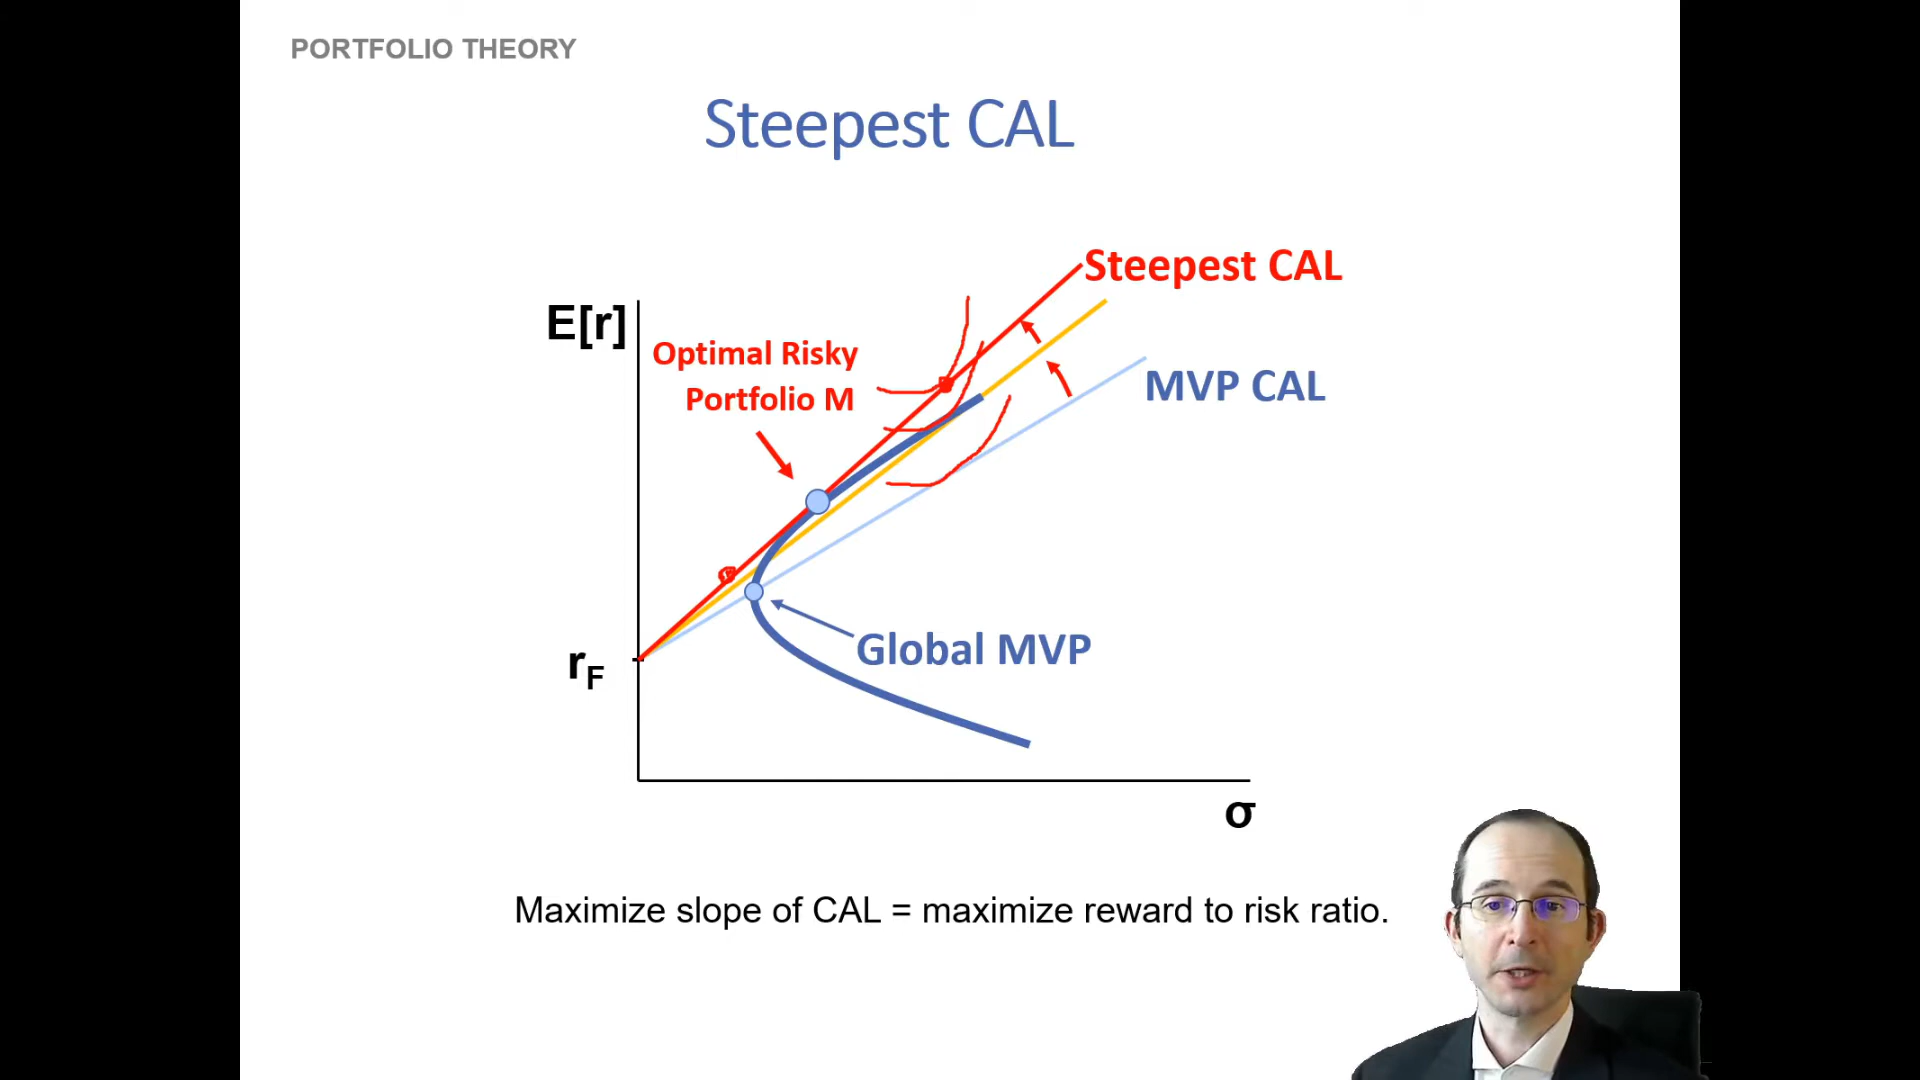 PORTFOLIO THEORY
Steepest CAL
Steepest CAL
E[r]
Optimal Risky
Portfolio M
MVP CAL
Global MVP
rF
σ
Maximize slope of CAL = maximize reward to risk ratio.